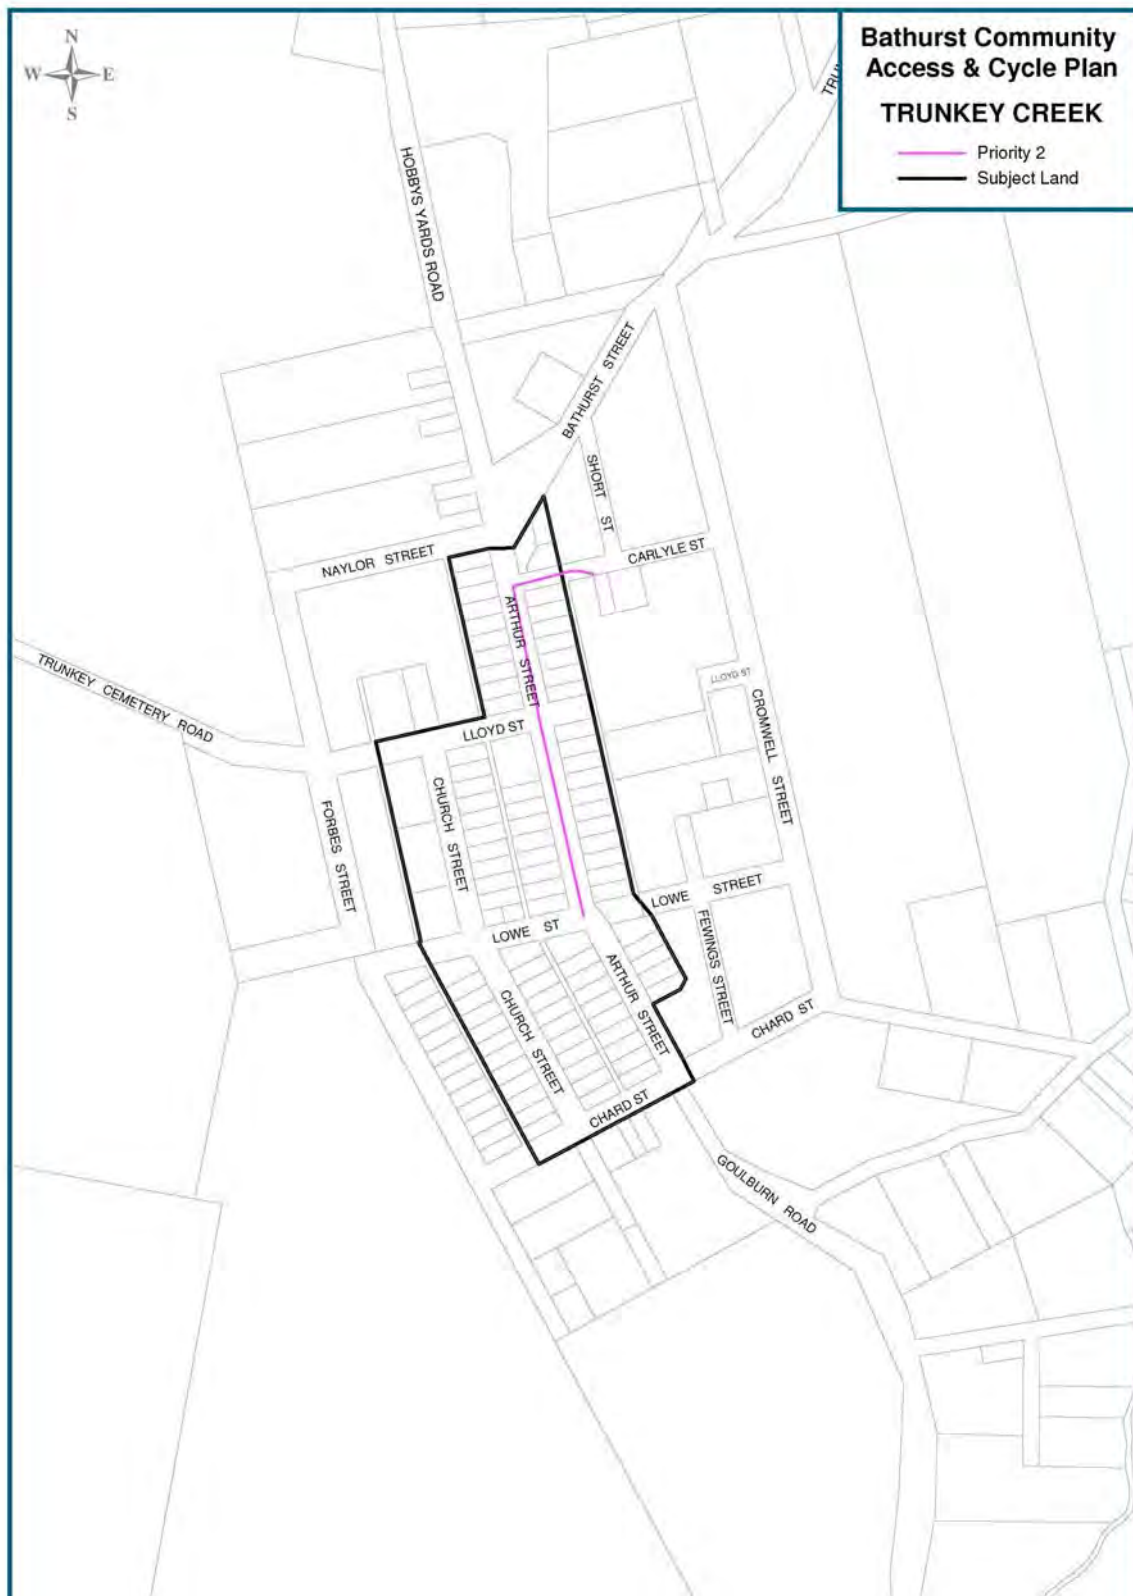 N
W E
S
Bathurst Community
Access & Cycle Plan
TRUNKEY CREEK
Priority 2
Subject Land
HOBBYS YARDS ROAD
BATHURST STREET
SHORT ST
CARLYLE ST
NAYLOR STREET
ARTHUR STREET
TRUNKEY CEMETERY ROAD
LLOYD ST
LLOYD ST
CROMWELL STREET
FORBES STREET
CHURCH STREET
LOWE STREET
LOWE ST
FEWINGS STREET
ARTHUR STREET
CHURCH STREET
CHARD ST
CHARD ST
GOULBURN ROAD